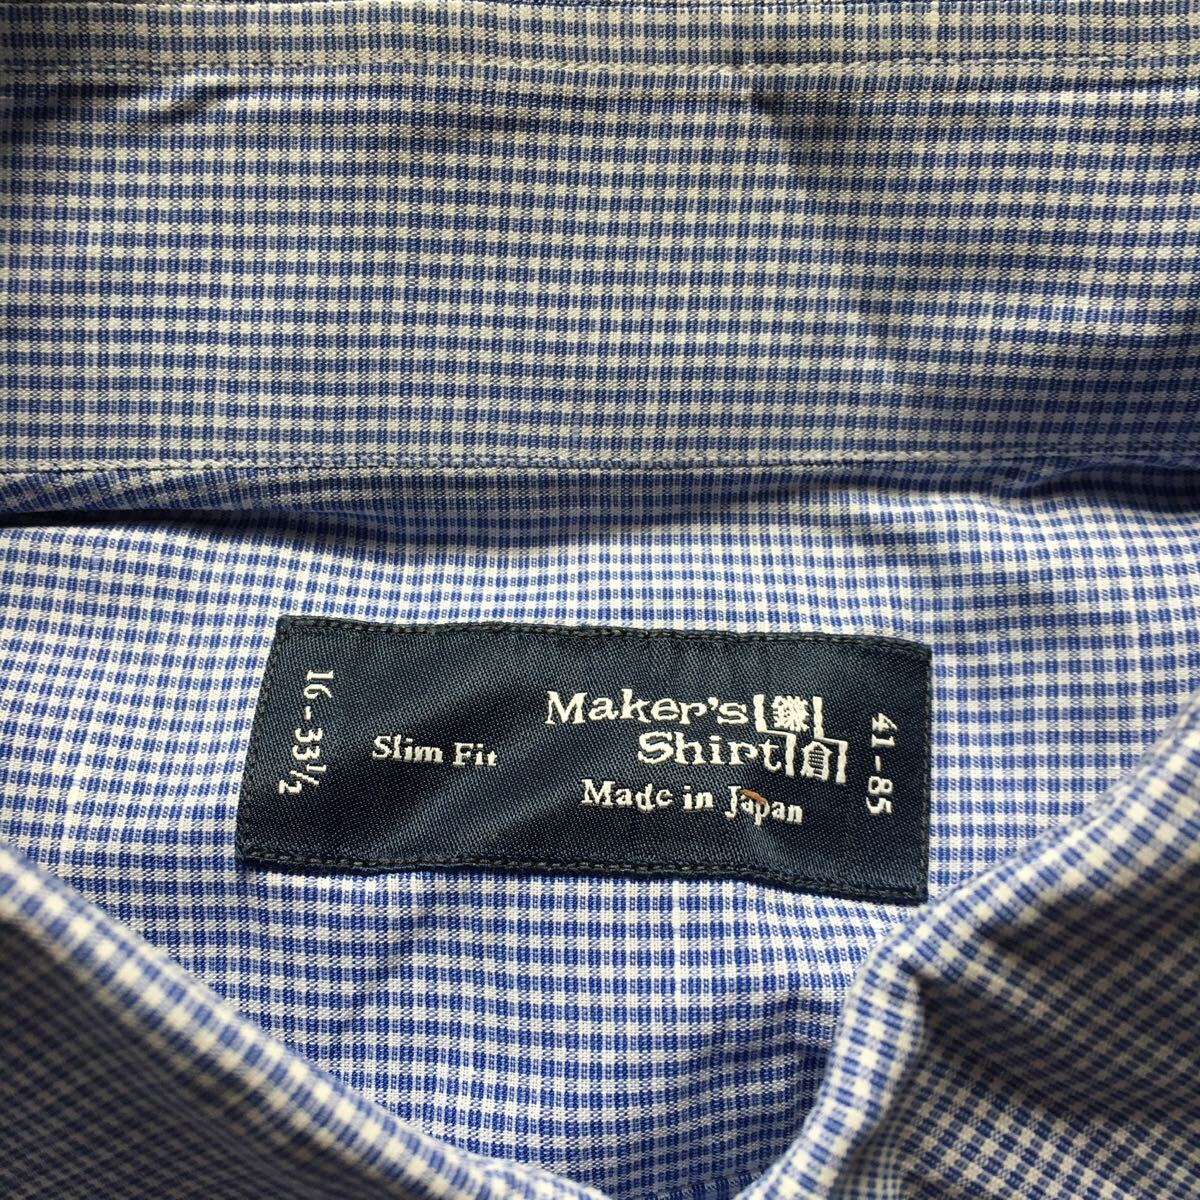 16-33½
Slim Fit
Maker's 鎌
Shirt 倉
Made in Japan
41-85